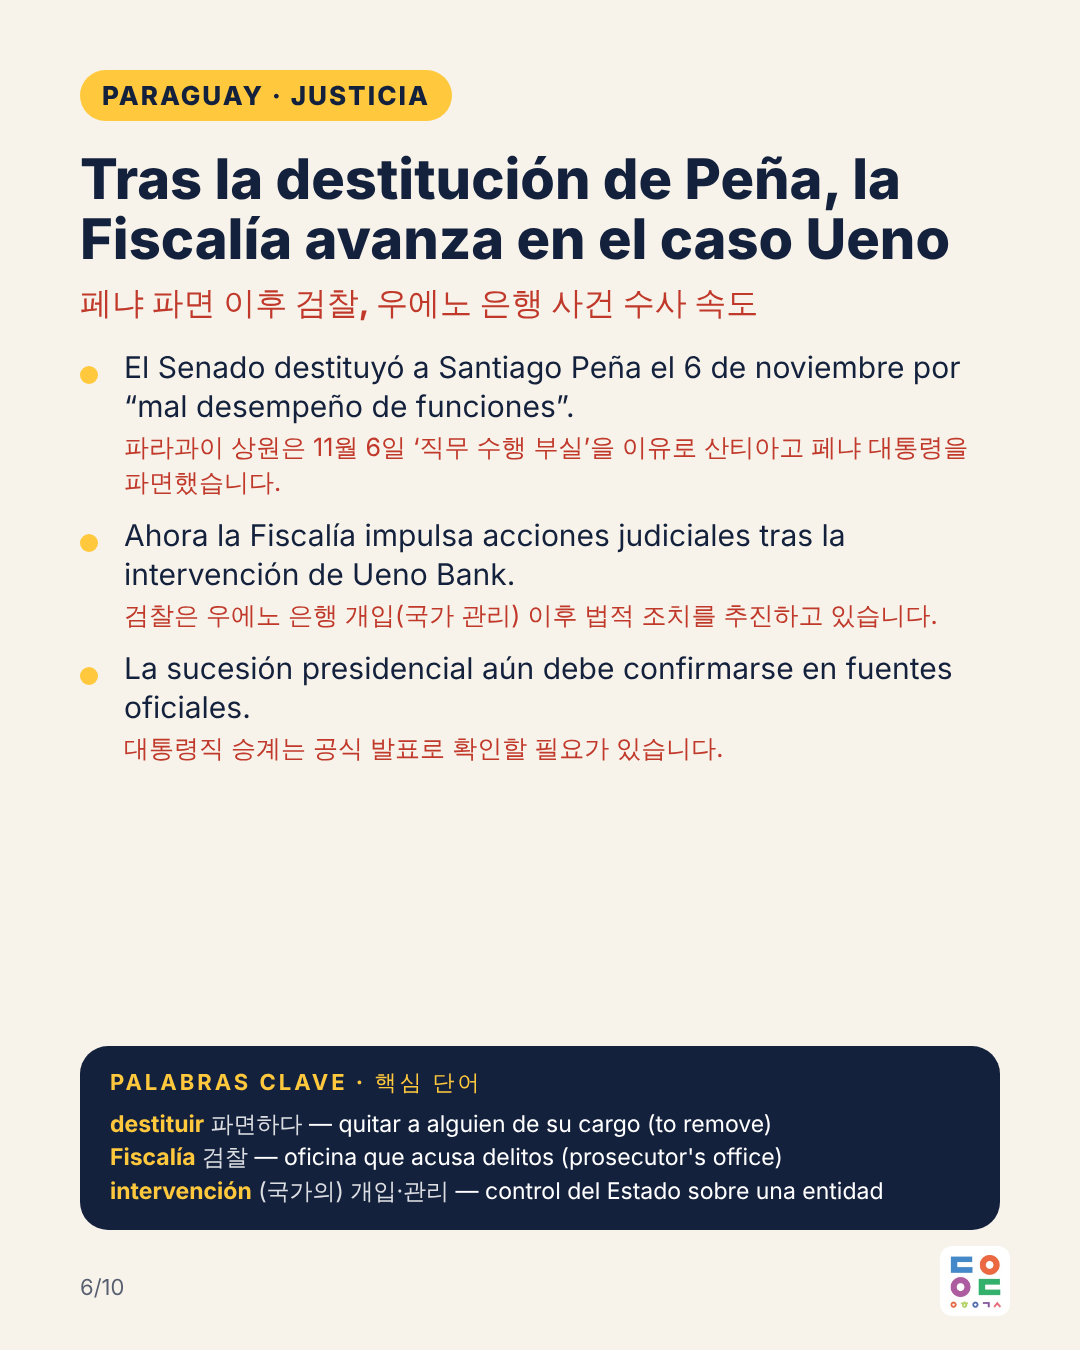 PARAGUAY · JUSTICIA
Tras la destitución de Peña, la
Fiscalía avanza en el caso Ueno
페냐 파면 이후 검찰, 우에노 은행 사건 수사 속도
El Senado destituyó a Santiago Peña el 6 de noviembre por
“mal desempeño de funciones”.
파라과이 상원은 11월 6일 ‘직무 수행 부실’을 이유로 산티아고 페냐 대통령을
파면했습니다.
Ahora la Fiscalía impulsa acciones judiciales tras la
intervención de Ueno Bank.
검찰은 우에노 은행 개입(국가 관리) 이후 법적 조치를 추진하고 있습니다.
La sucesión presidencial aún debe confirmarse en fuentes
oficiales.
대통령직 승계는 공식 발표로 확인할 필요가 있습니다.
PALABRAS CLAVE · 핵심 단어
destituir 파면하다 — quitar a alguien de su cargo (to remove)
Fiscalía 검찰 — oficina que acusa delitos (prosecutor's office)
intervención (국가의) 개입·관리 — control del Estado sobre una entidad
6/10